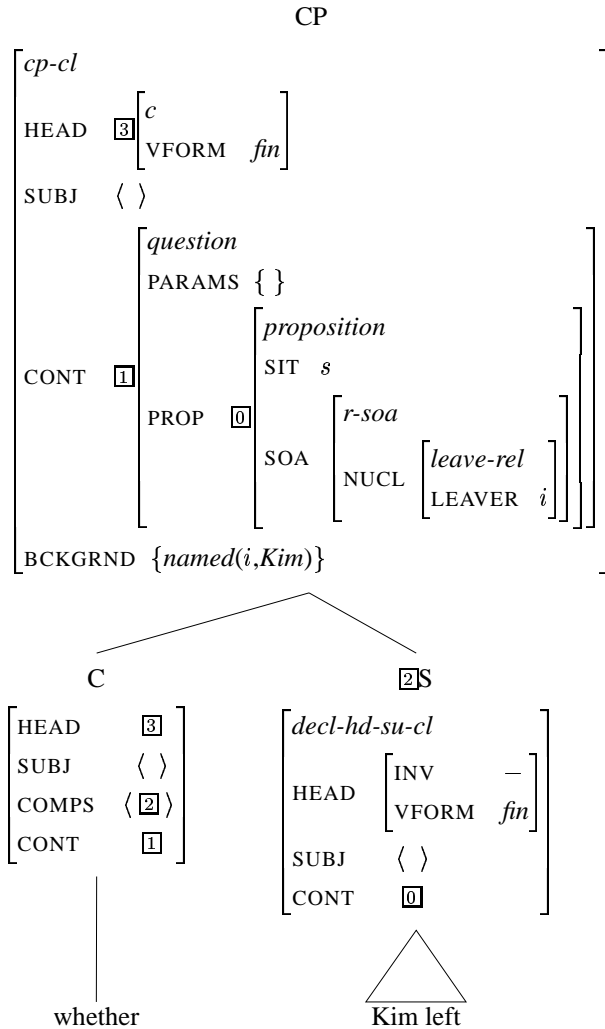 CP
cp-cl
HEAD 3 c
VFORM fin
SUBJ ⟨ ⟩
CONT 1 question
PARAMS { }
PROP 0 proposition
SIT s
SOA r-soa
NUCL leave-rel
LEAVER i
BCKGRND {named(i,Kim)}
C 2S
HEAD 3
SUBJ ⟨ ⟩
COMPS ⟨ 2 ⟩
CONT 1
decl-hd-su-cl
HEAD INV –
VFORM fin
SUBJ ⟨ ⟩
CONT 0
whether Kim left